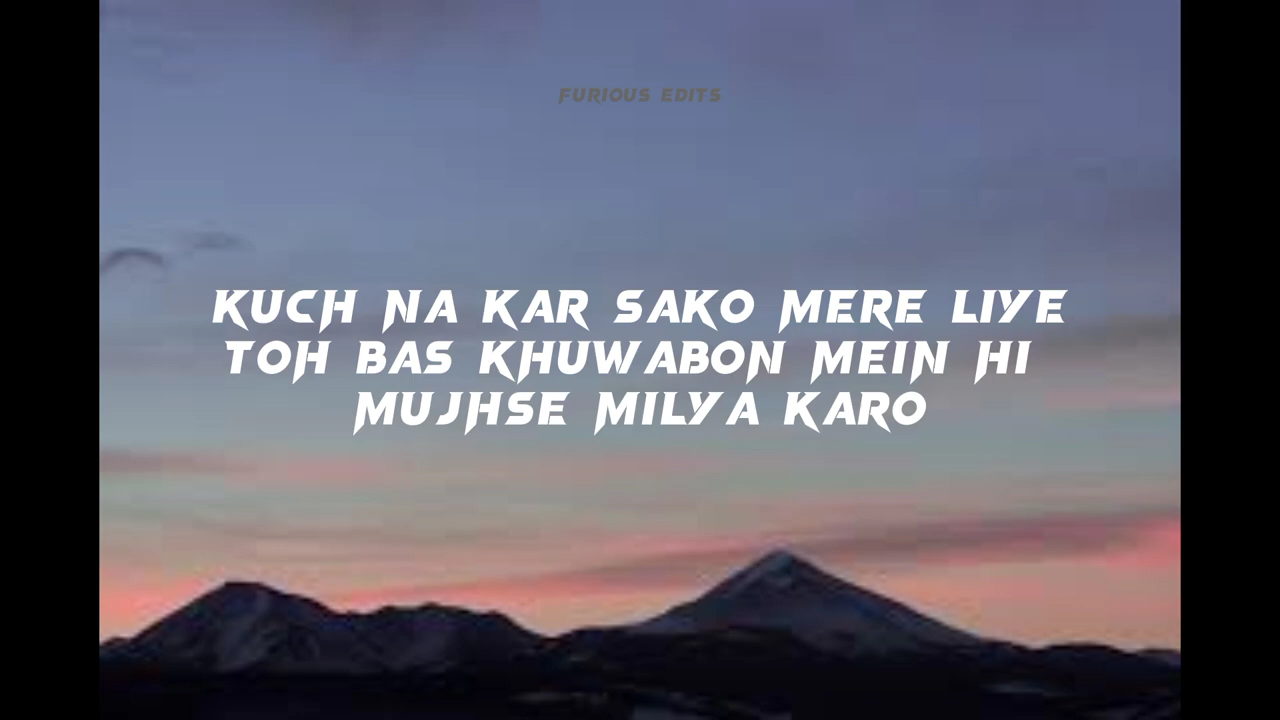 FURIOUS EDITS
KUCH NA KAR SAKO MERE LIYE
TOH BAS KHUWABON MEIN HI
MUJHSE MILYA KARO